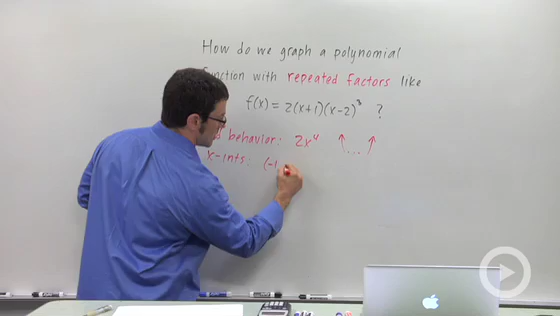 How do we graph a polynomial
function with repeated factors like
f(x) = 2(x+1)(x-2)³ ?
behavior: 2x⁴ ...
x-ints: (-1